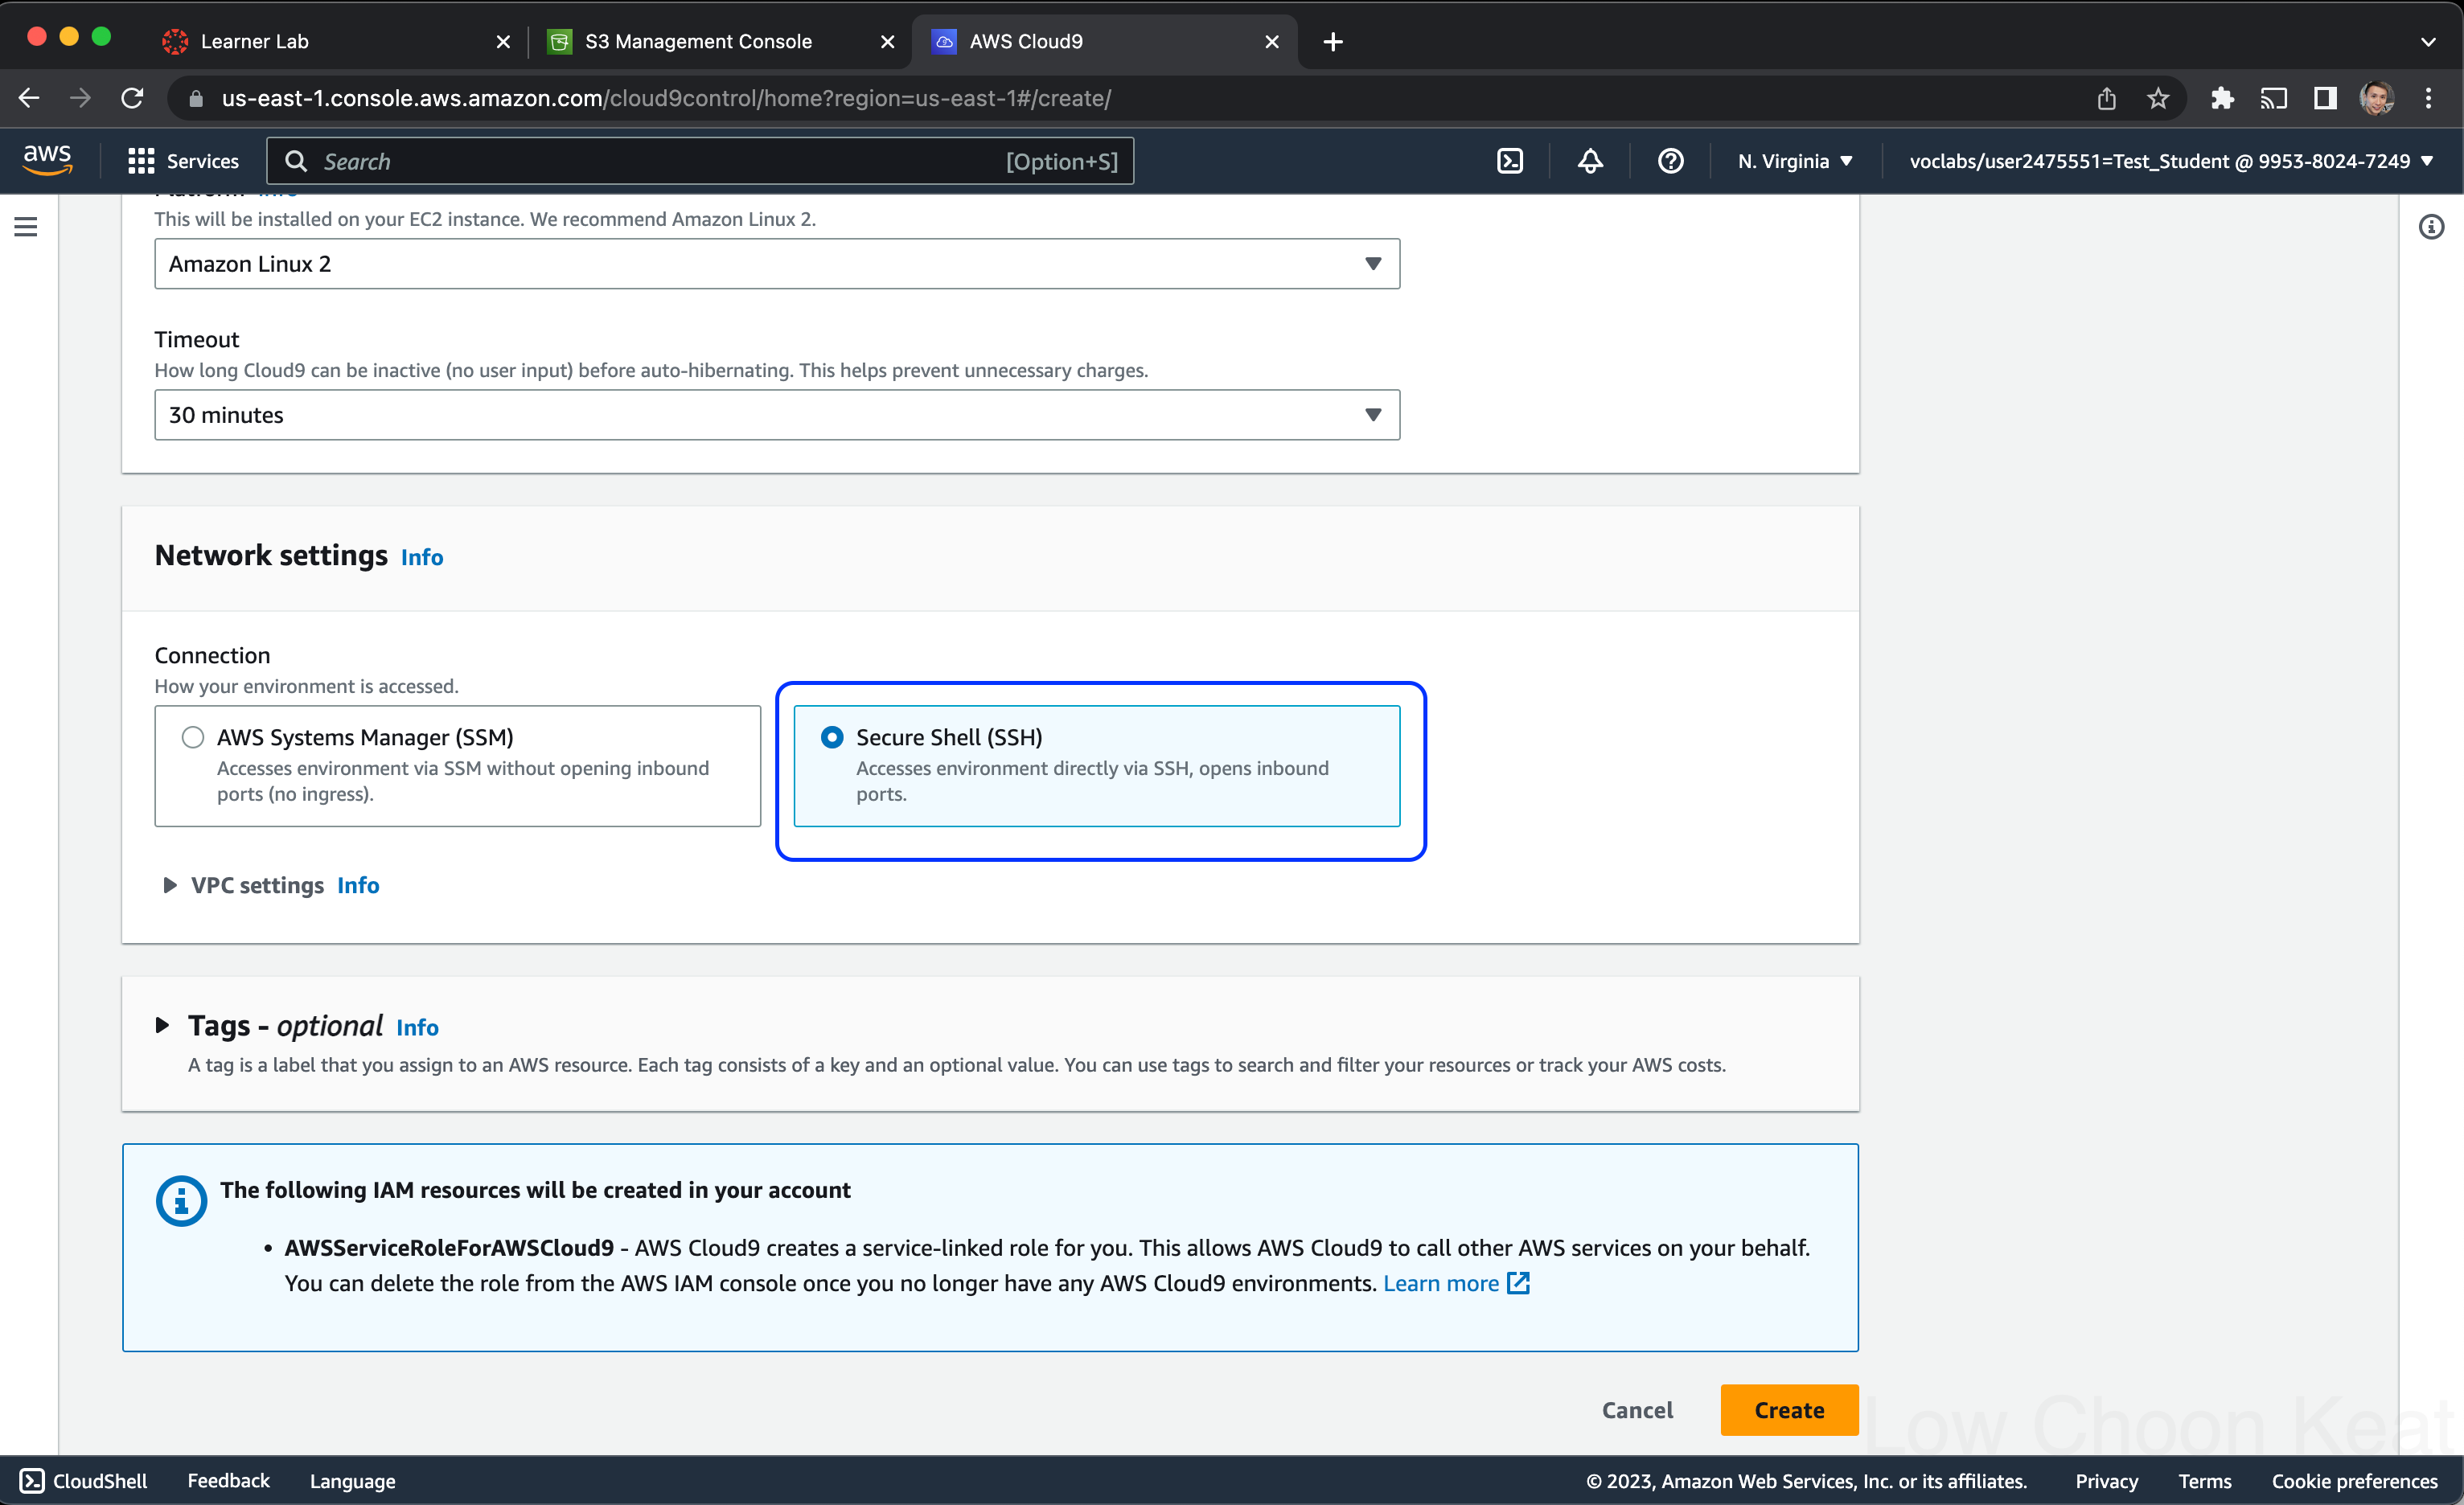 Learner Lab
S3 Management Console
AWS Cloud9
us-east-1.console.aws.amazon.com/cloud9control/home?region=us-east-1#/create/
aws
Services
Search
[Option+S]
N. Virginia
voclabs/user2475551=Test_Student @ 9953-8024-7249
Platform Info
This will be installed on your EC2 instance. We recommend Amazon Linux 2.
Amazon Linux 2
Timeout
How long Cloud9 can be inactive (no user input) before auto-hibernating. This helps prevent unnecessary charges.
30 minutes
Network settings Info
Connection
How your environment is accessed.
AWS Systems Manager (SSM)
Accesses environment via SSM without opening inbound
ports (no ingress).
Secure Shell (SSH)
Accesses environment directly via SSH, opens inbound
ports.
VPC settings Info
Tags - optional Info
A tag is a label that you assign to an AWS resource. Each tag consists of a key and an optional value. You can use tags to search and filter your resources or track your AWS costs.
The following IAM resources will be created in your account
• AWSServiceRoleForAWSCloud9 - AWS Cloud9 creates a service-linked role for you. This allows AWS Cloud9 to call other AWS services on your behalf.
You can delete the role from the AWS IAM console once you no longer have any AWS Cloud9 environments. Learn more
Cancel
Create
Low Choon Keat
CloudShell
Feedback
Language
© 2023, Amazon Web Services, Inc. or its affiliates.
Privacy
Terms
Cookie preferences